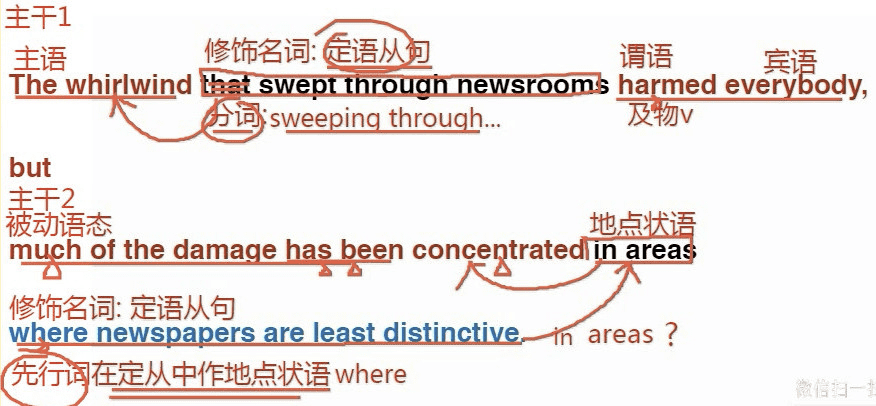 主干1
主语 修饰名词: 定语从句 谓语 宾语
The whirlwind that swept through newsrooms harmed everybody,
分词:sweeping through... 及物v
but
主干2
被动语态 地点状语
much of the damage has been concentrated in areas
修饰名词: 定语从句
where newspapers are least distinctive. in areas ?
先行词在定从中作地点状语 where
微信扫一扫